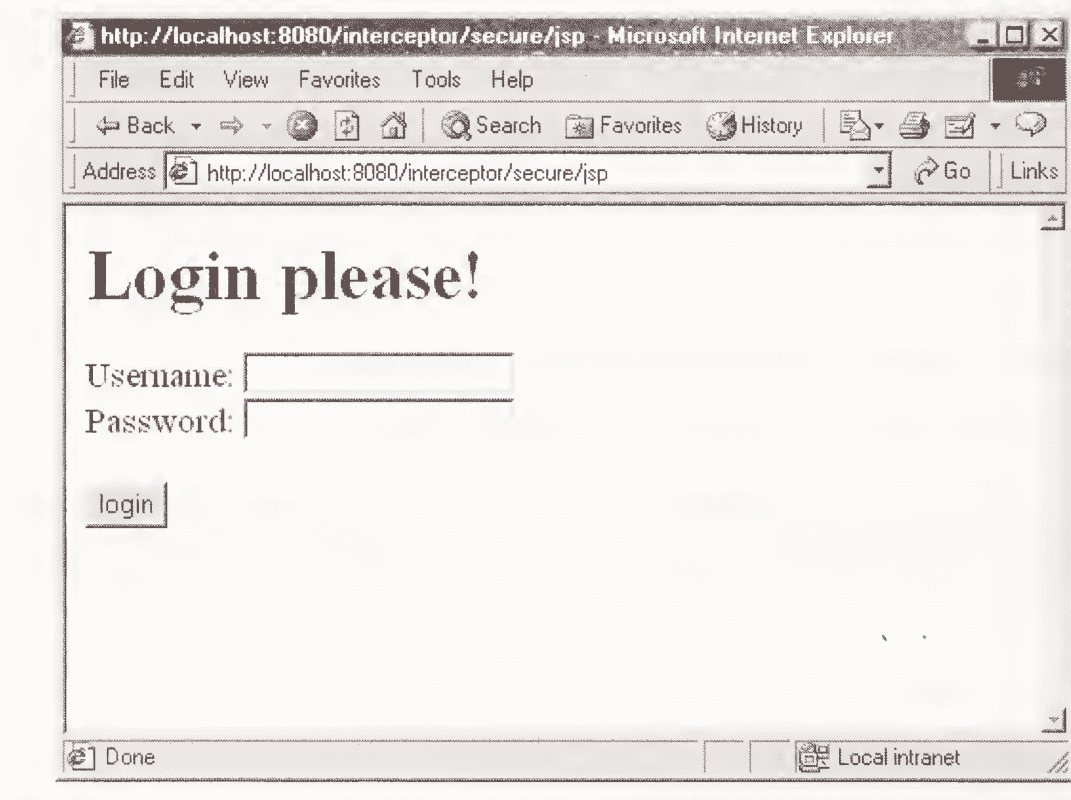 http://localhost:8080/interceptor/secure/jsp - Microsoft Internet Explorer
File Edit View Favorites Tools Help
Back Search Favorites History
Address http://localhost:8080/interceptor/secure/jsp Go Links
Login please!
Username:
Password:
login
Done Local intranet